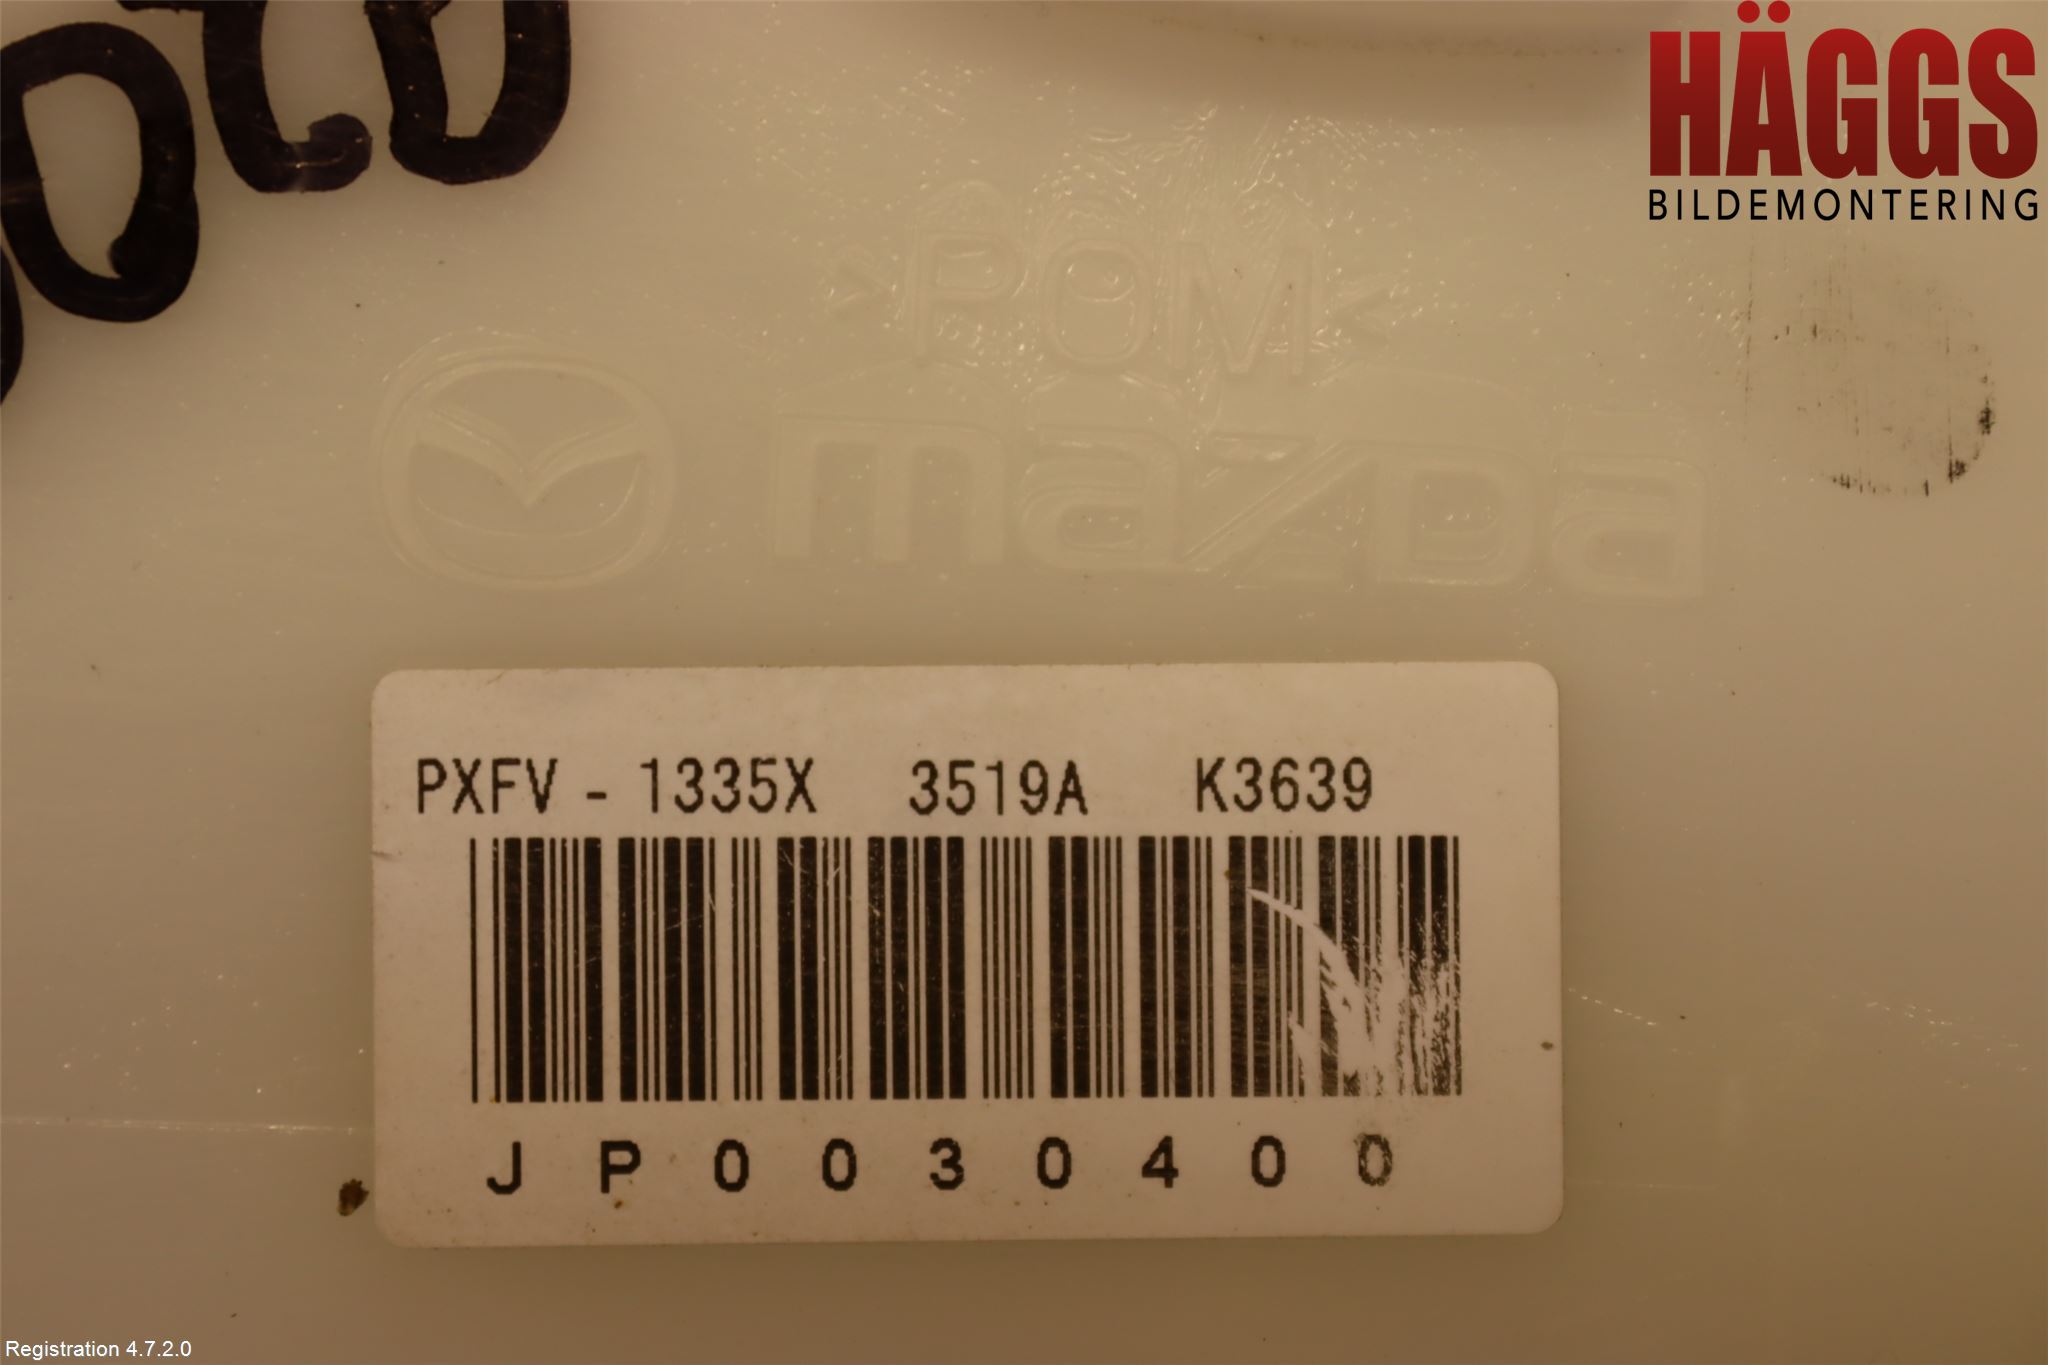 HÄGGS
BILDEMONTERING
>POM<
mazda
PXFV - 1335X 3519A K3639
JP0030400
Registration 4.7.2.0